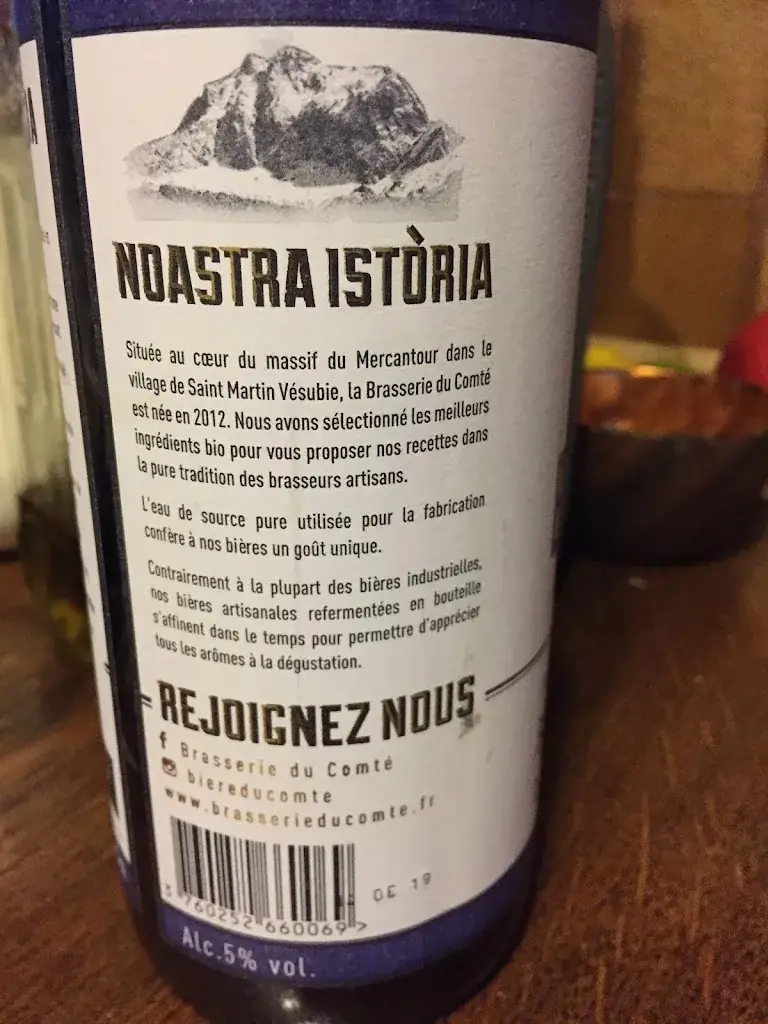 NOASTRA ISTÒRIA
Située au cœur du massif du Mercantour dans le
village de Saint Martin Vésubie, la Brasserie du Comté
est née en 2012. Nous avons sélectionné les meilleurs
ingrédients bio pour vous proposer nos recettes dans
la pure tradition des brasseurs artisans.
L'eau de source pure utilisée pour la fabrication
confère à nos bières un goût unique.
Contrairement à la plupart des bières industrielles,
nos bières artisanales refermentées en bouteille
s'affinent dans le temps pour permettre d'apprécier
tous les arômes à la dégustation.
REJOIGNEZ NOUS
f Brasserie du Comté
biereducomte
www.brasserieducomte.fr
DE 19
3 760252 660069 >
Alc.5% vol.